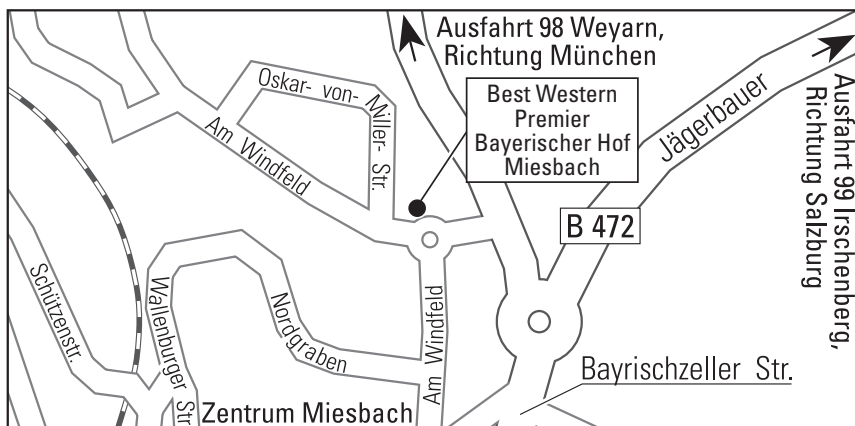 Ausfahrt 98 Weyarn,
Richtung München
Oskar- von- Miller- Str.
Best Western
Premier
Bayerischer Hof
Miesbach
Jägerbauer
Ausfahrt 99 Irschenberg,
Richtung Salzburg
Am Windfeld
B 472
Schützenstr.
Wallenburger Str.
Nordgraben
Am Windfeld
Bayrischzeller Str.
Zentrum Miesbach